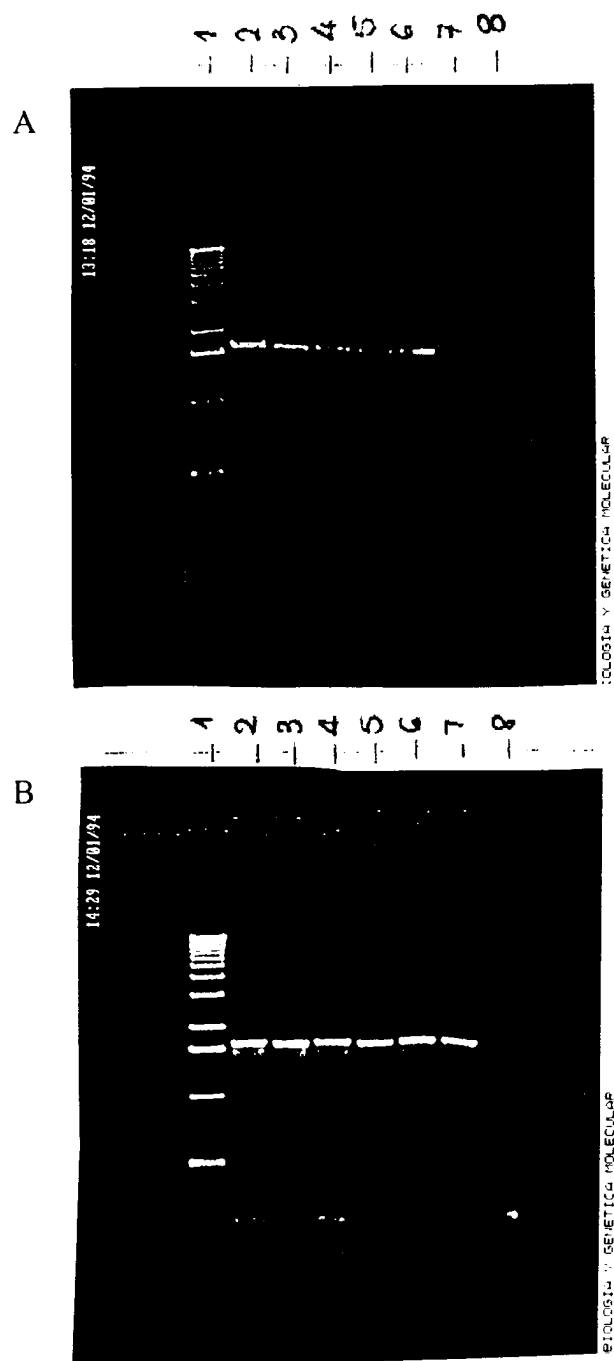 1 2 3 4 5 6 7 8
A
13:18 12/01/94
:OLOGIA Y GENETICA MOLECULAR
1 2 3 4 5 6 7 8
B
14:29 12/01/94
BIOLOGIA Y GENETICA MOLECULAR